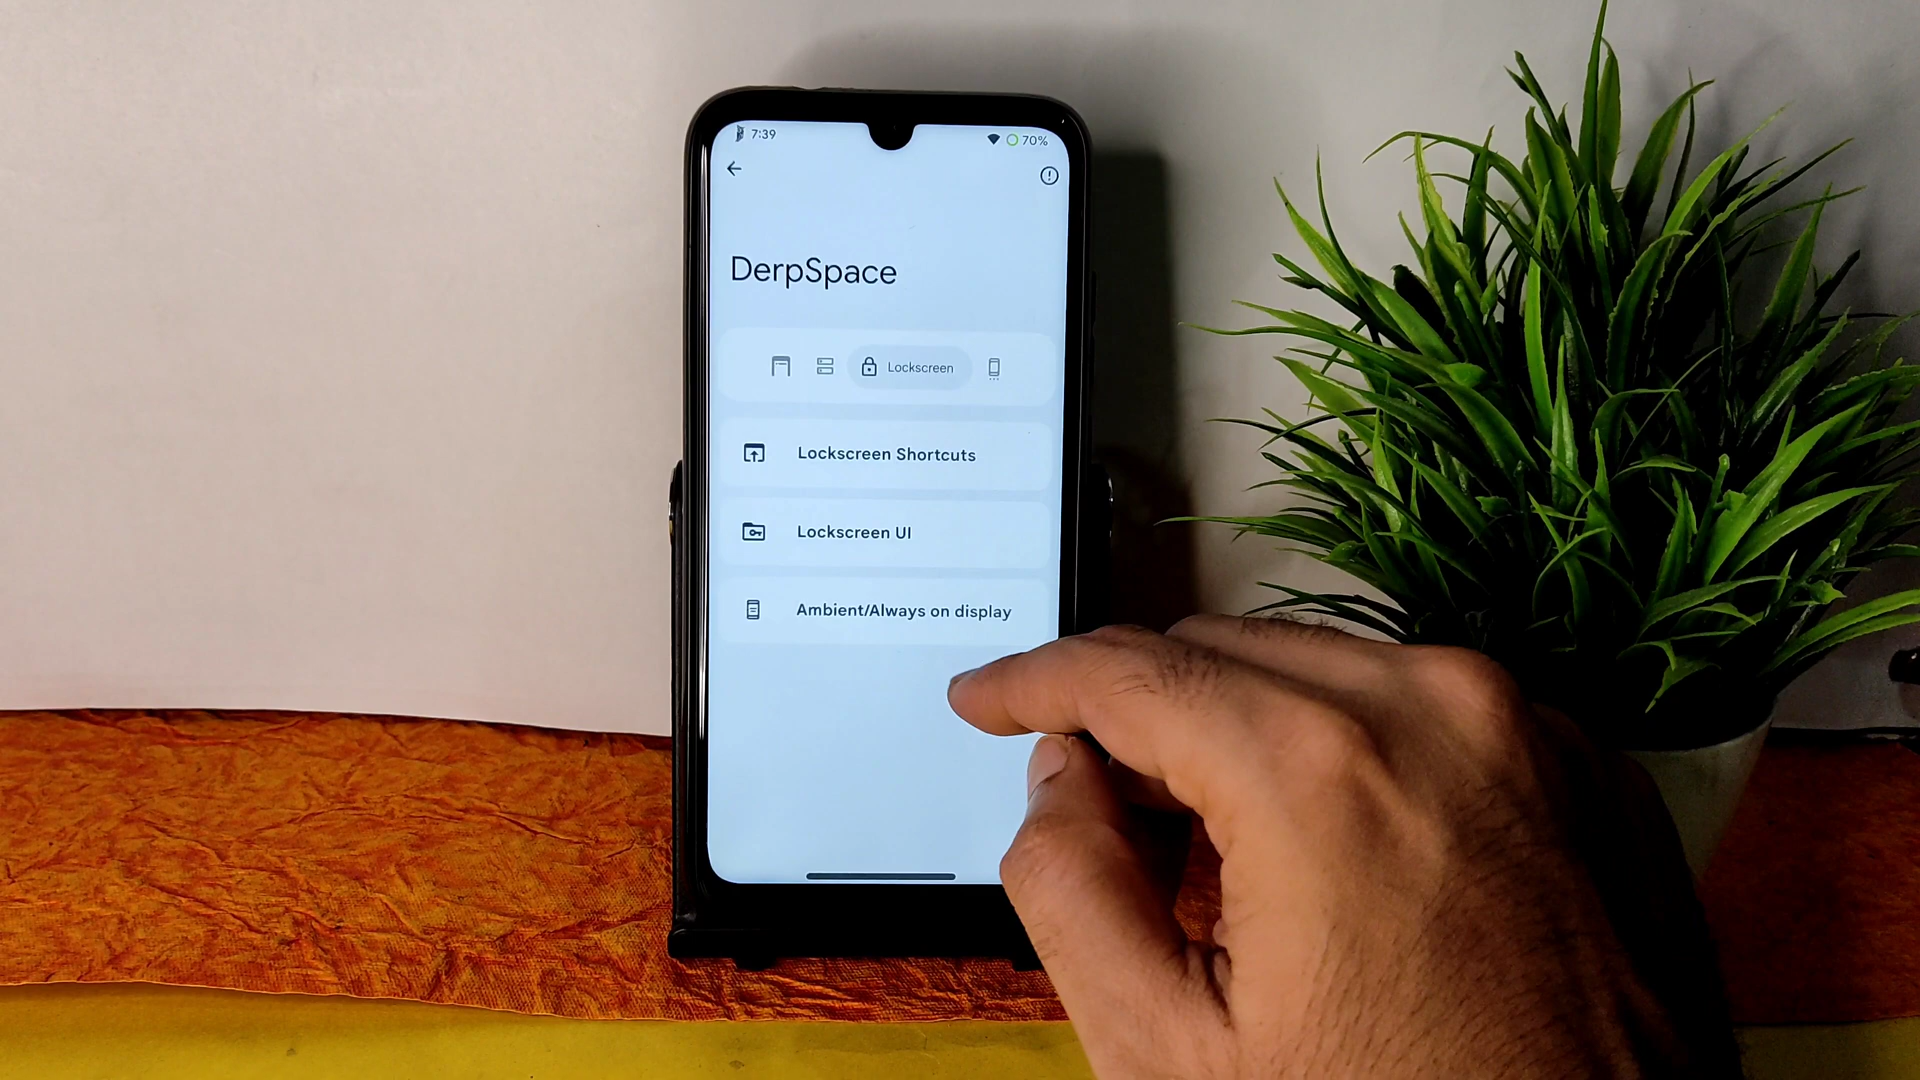 7:39
70%
DerpSpace
Lockscreen
Lockscreen Shortcuts
Lockscreen UI
Ambient/Always on display